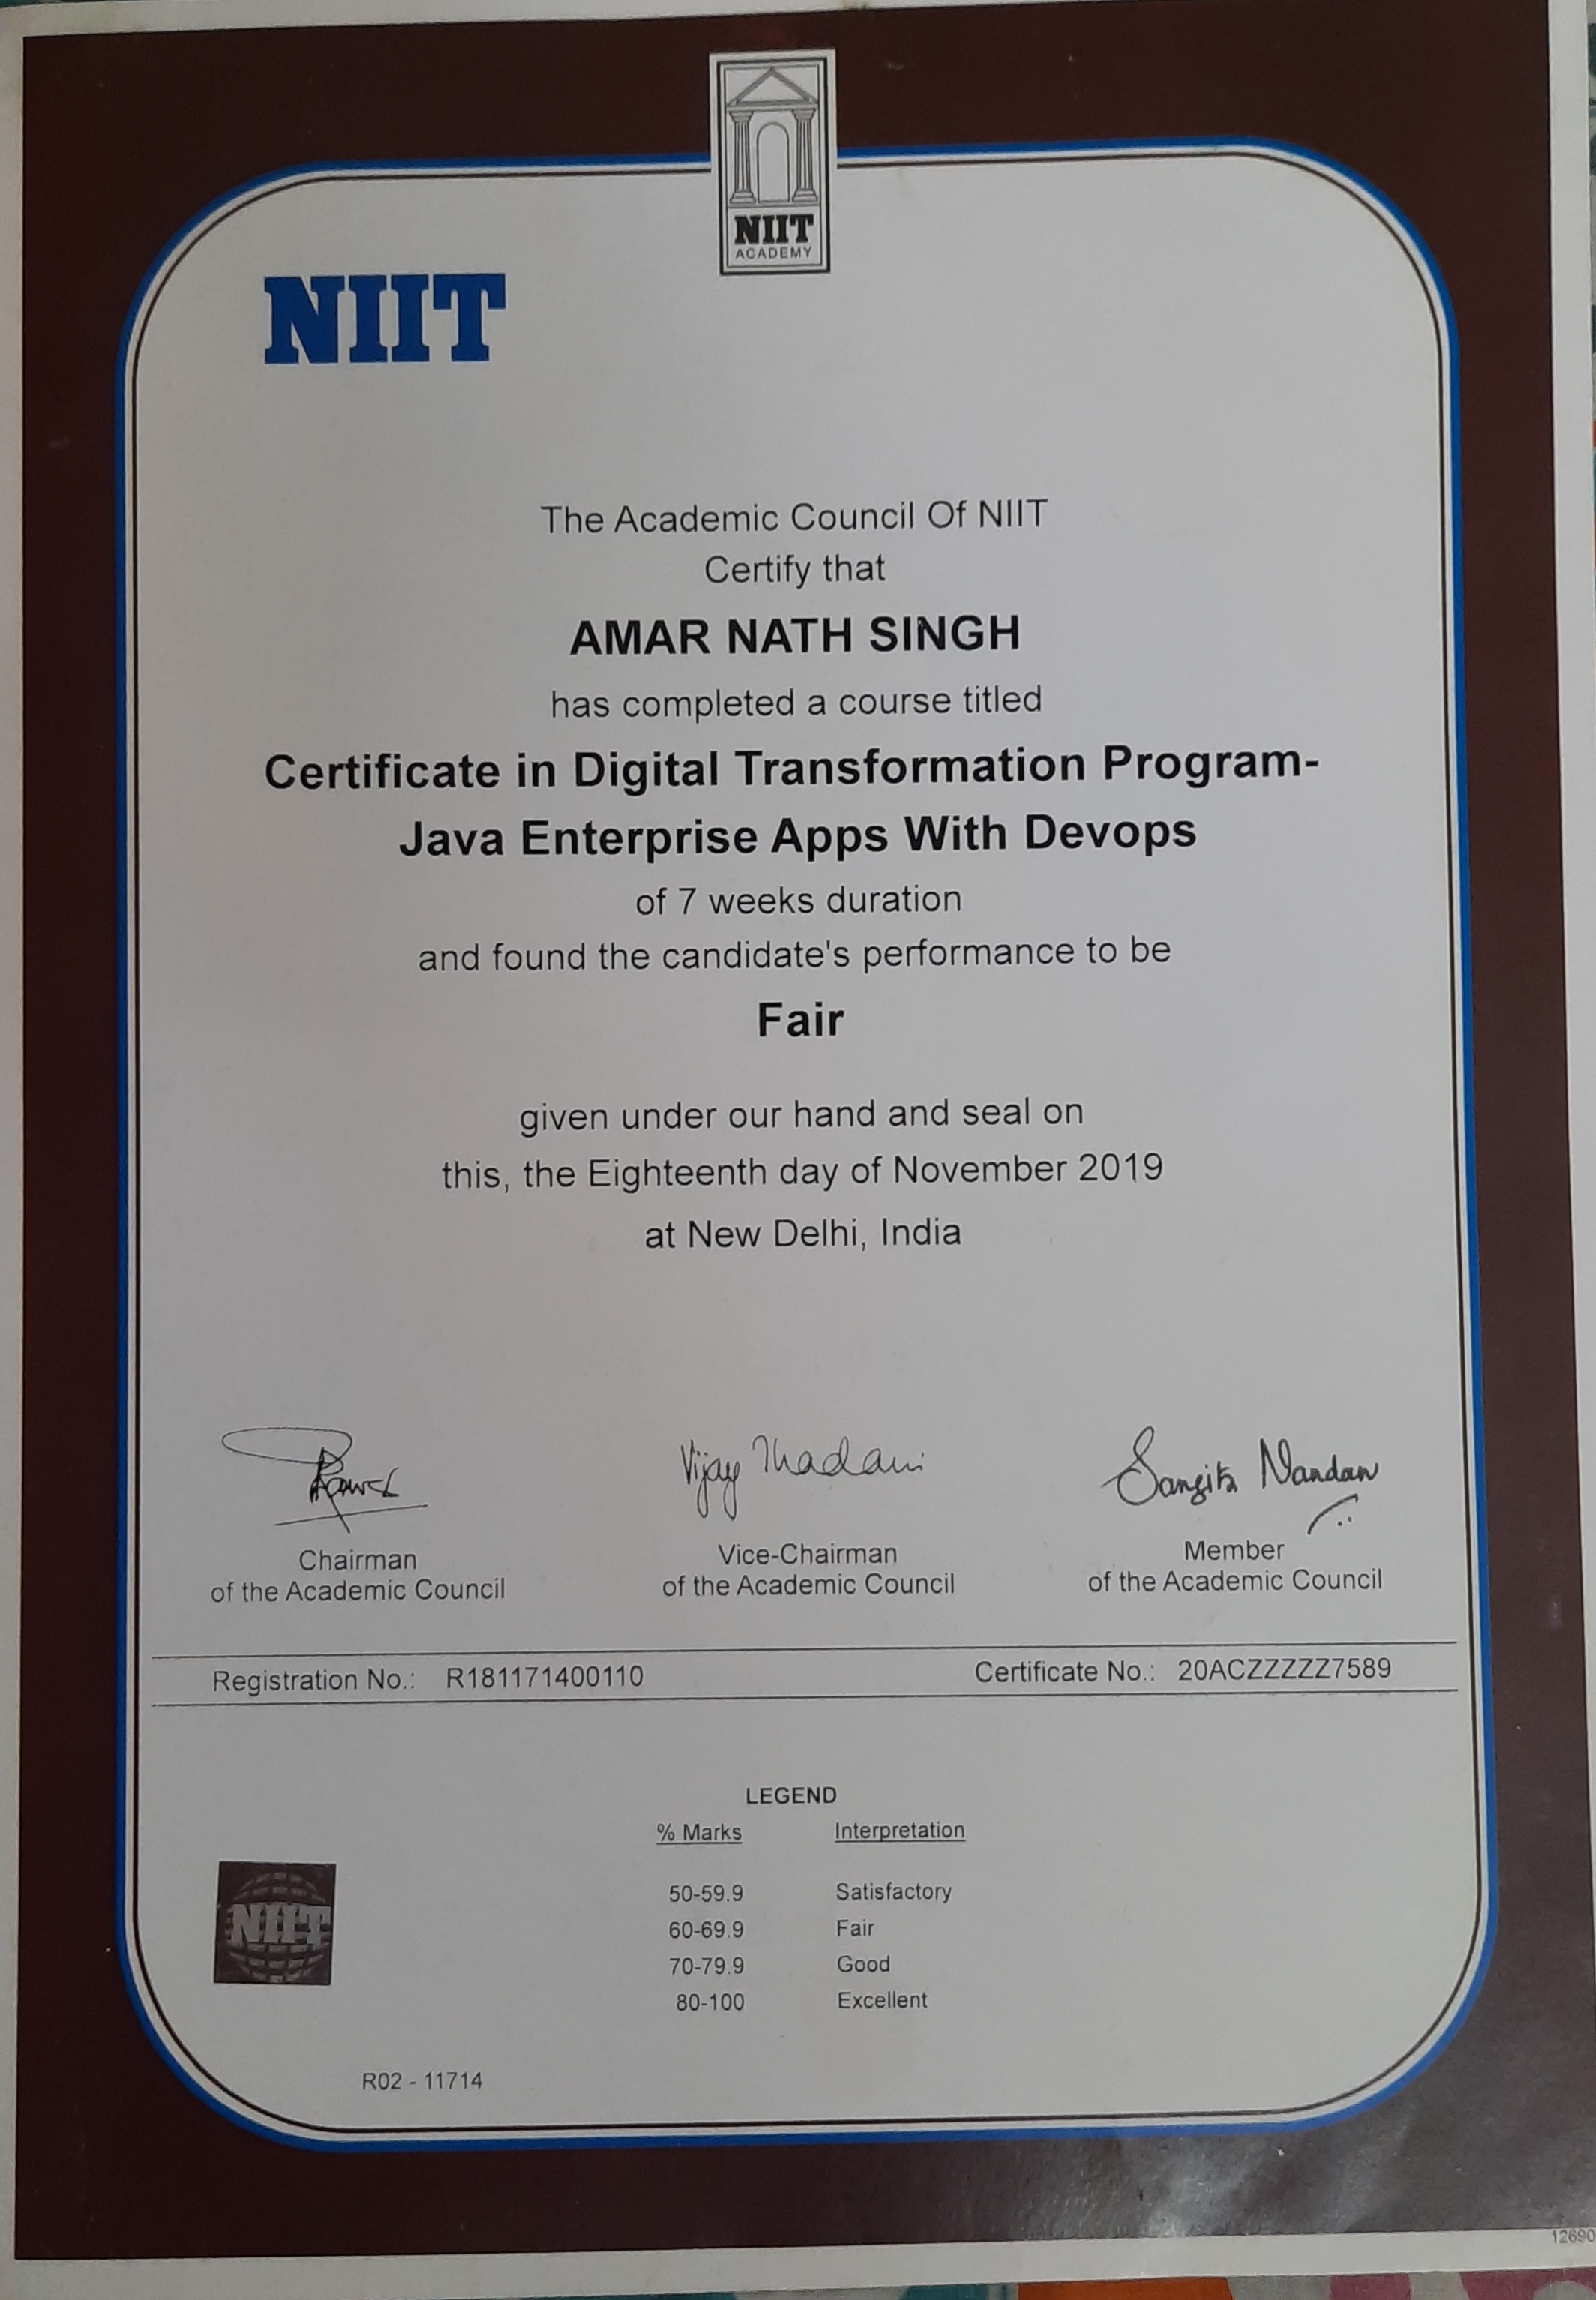 NIIT
ACADEMY
NIIT
The Academic Council Of NIIT
Certify that
AMAR NATH SINGH
has completed a course titled
Certificate in Digital Transformation Program-
Java Enterprise Apps With Devops
of 7 weeks duration
and found the candidate's performance to be
Fair
given under our hand and seal on
this, the Eighteenth day of November 2019
at New Delhi, India
Vijay Thadani
Sangita Nandan
Chairman
of the Academic Council
Vice-Chairman
of the Academic Council
Member
of the Academic Council
Registration No.: R181171400110 Certificate No.: 20ACZZZZZ7589
LEGEND
% Marks Interpretation
50-59.9 Satisfactory
60-69.9 Fair
70-79.9 Good
80-100 Excellent
NIIT
R02 - 11714
12690